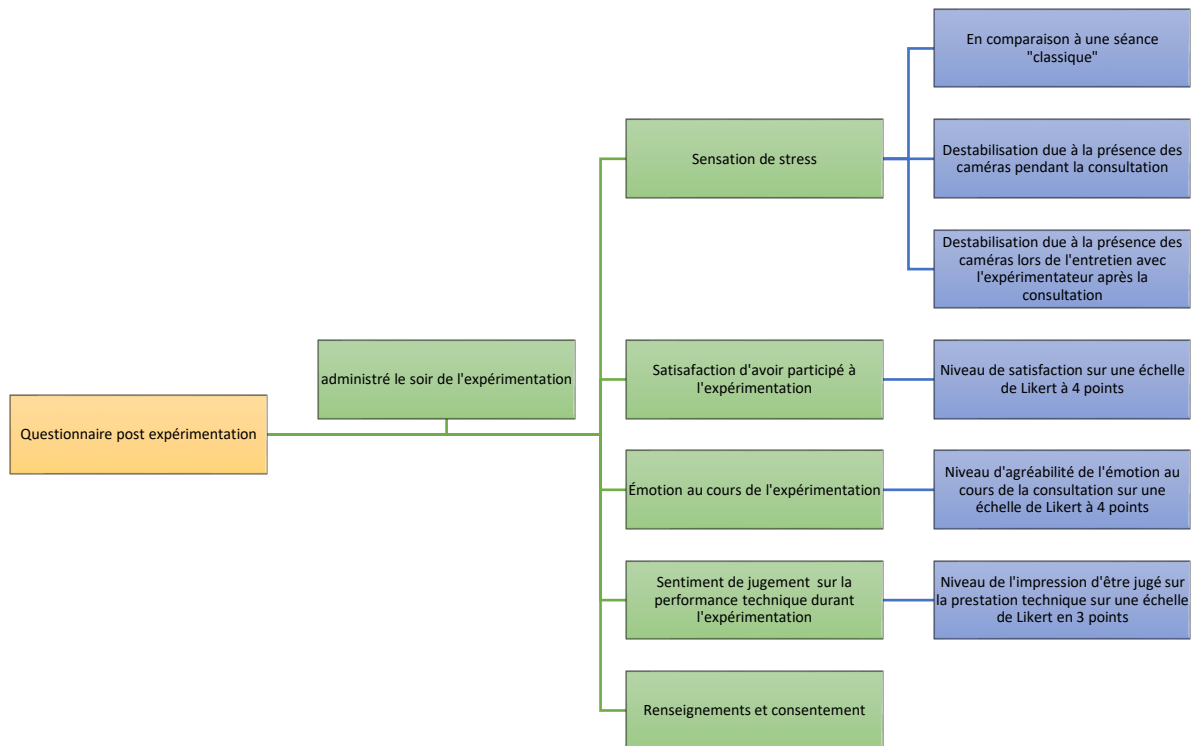 Questionnaire post expérimentation
administré le soir de l'expérimentation
Sensation de stress
En comparaison à une séance
"classique"
Destabilisation due à la présence des
caméras pendant la consultation
Destabilisation due à la présence des
caméras lors de l'entretien avec
l'expérimentateur après la
consultation
Satisafaction d'avoir participé à
l'expérimentation
Niveau de satisfaction sur une échelle
de Likert à 4 points
Émotion au cours de l'expérimentation
Niveau d'agréabilité de l'émotion au
cours de la consultation sur une
échelle de Likert à 4 points
Sentiment de jugement sur la
performance technique durant
l'expérimentation
Niveau de l'impression d'être jugé sur
la prestation technique sur une échelle
de Likert en 3 points
Renseignements et consentement